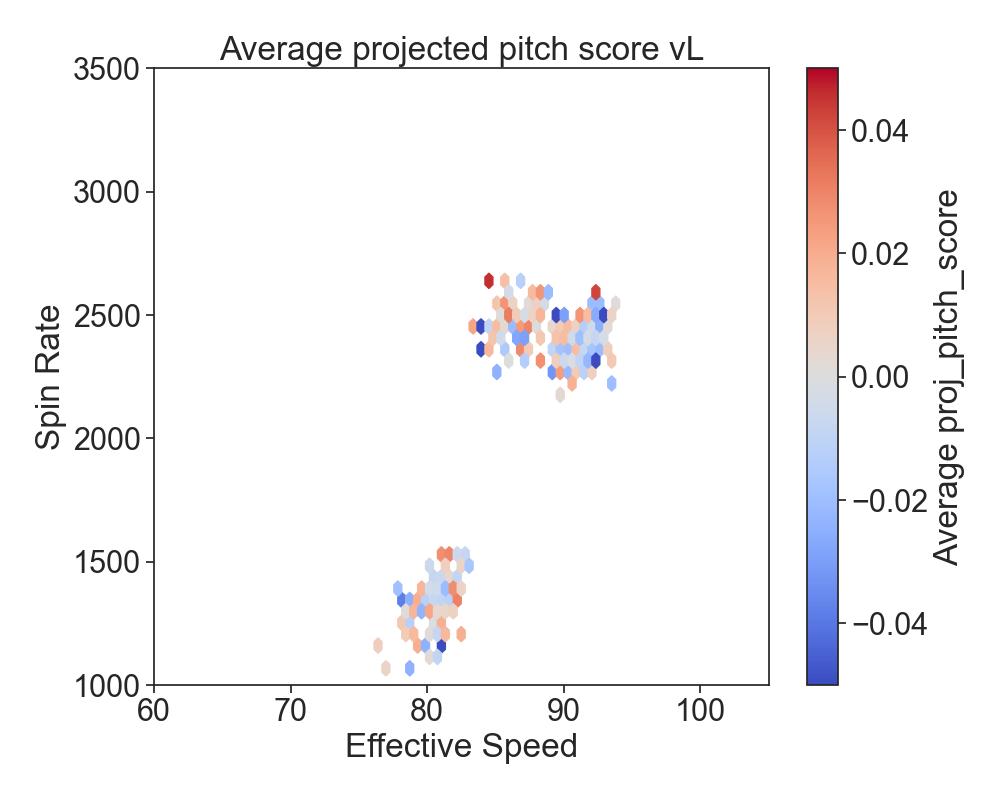 Average projected pitch score vL
3500
3000
2500
2000
1500
1000
Spin Rate
60 70 80 90 100
Effective Speed
0.04
0.02
0.00
−0.02
−0.04
Average proj_pitch_score